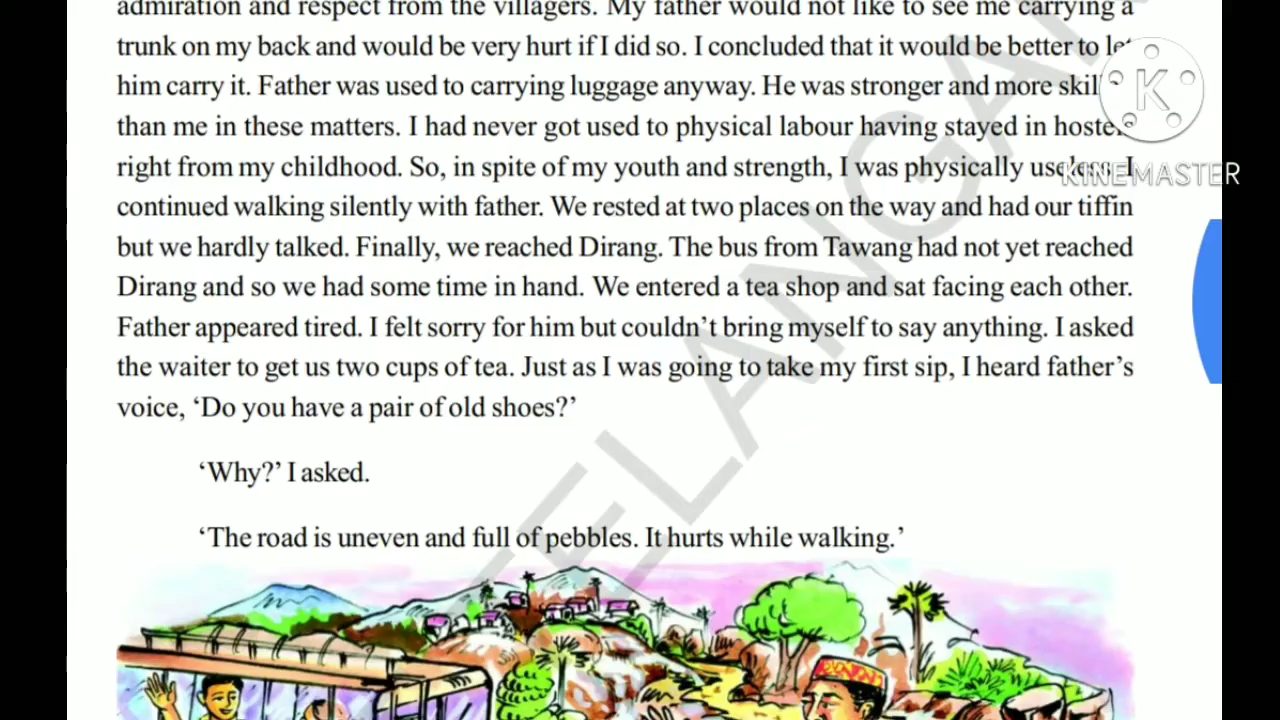 admiration and respect from the villagers. My father would not like to see me carrying a
trunk on my back and would be very hurt if I did so. I concluded that it would be better to let
him carry it. Father was used to carrying luggage anyway. He was stronger and more
than me in these matters. I had never got used to physical labour having stayed in
right from my childhood. So, in spite of my youth and strength, I was physically useless. I
continued walking silently with father. We rested at two places on the way and had our tiffin
but we hardly talked. Finally, we reached Dirang. The bus from Tawang had not yet reached
Dirang and so we had some time in hand. We entered a tea shop and sat facing each other.
Father appeared tired. I felt sorry for him but couldn’t bring myself to say anything. I asked
the waiter to get us two cups of tea. Just as I was going to take my first sip, I heard father’s
voice, ‘Do you have a pair of old shoes?’
‘Why?’ I asked.
‘The road is uneven and full of pebbles. It hurts while walking.’
K
KINEMASTER
TELANGAN